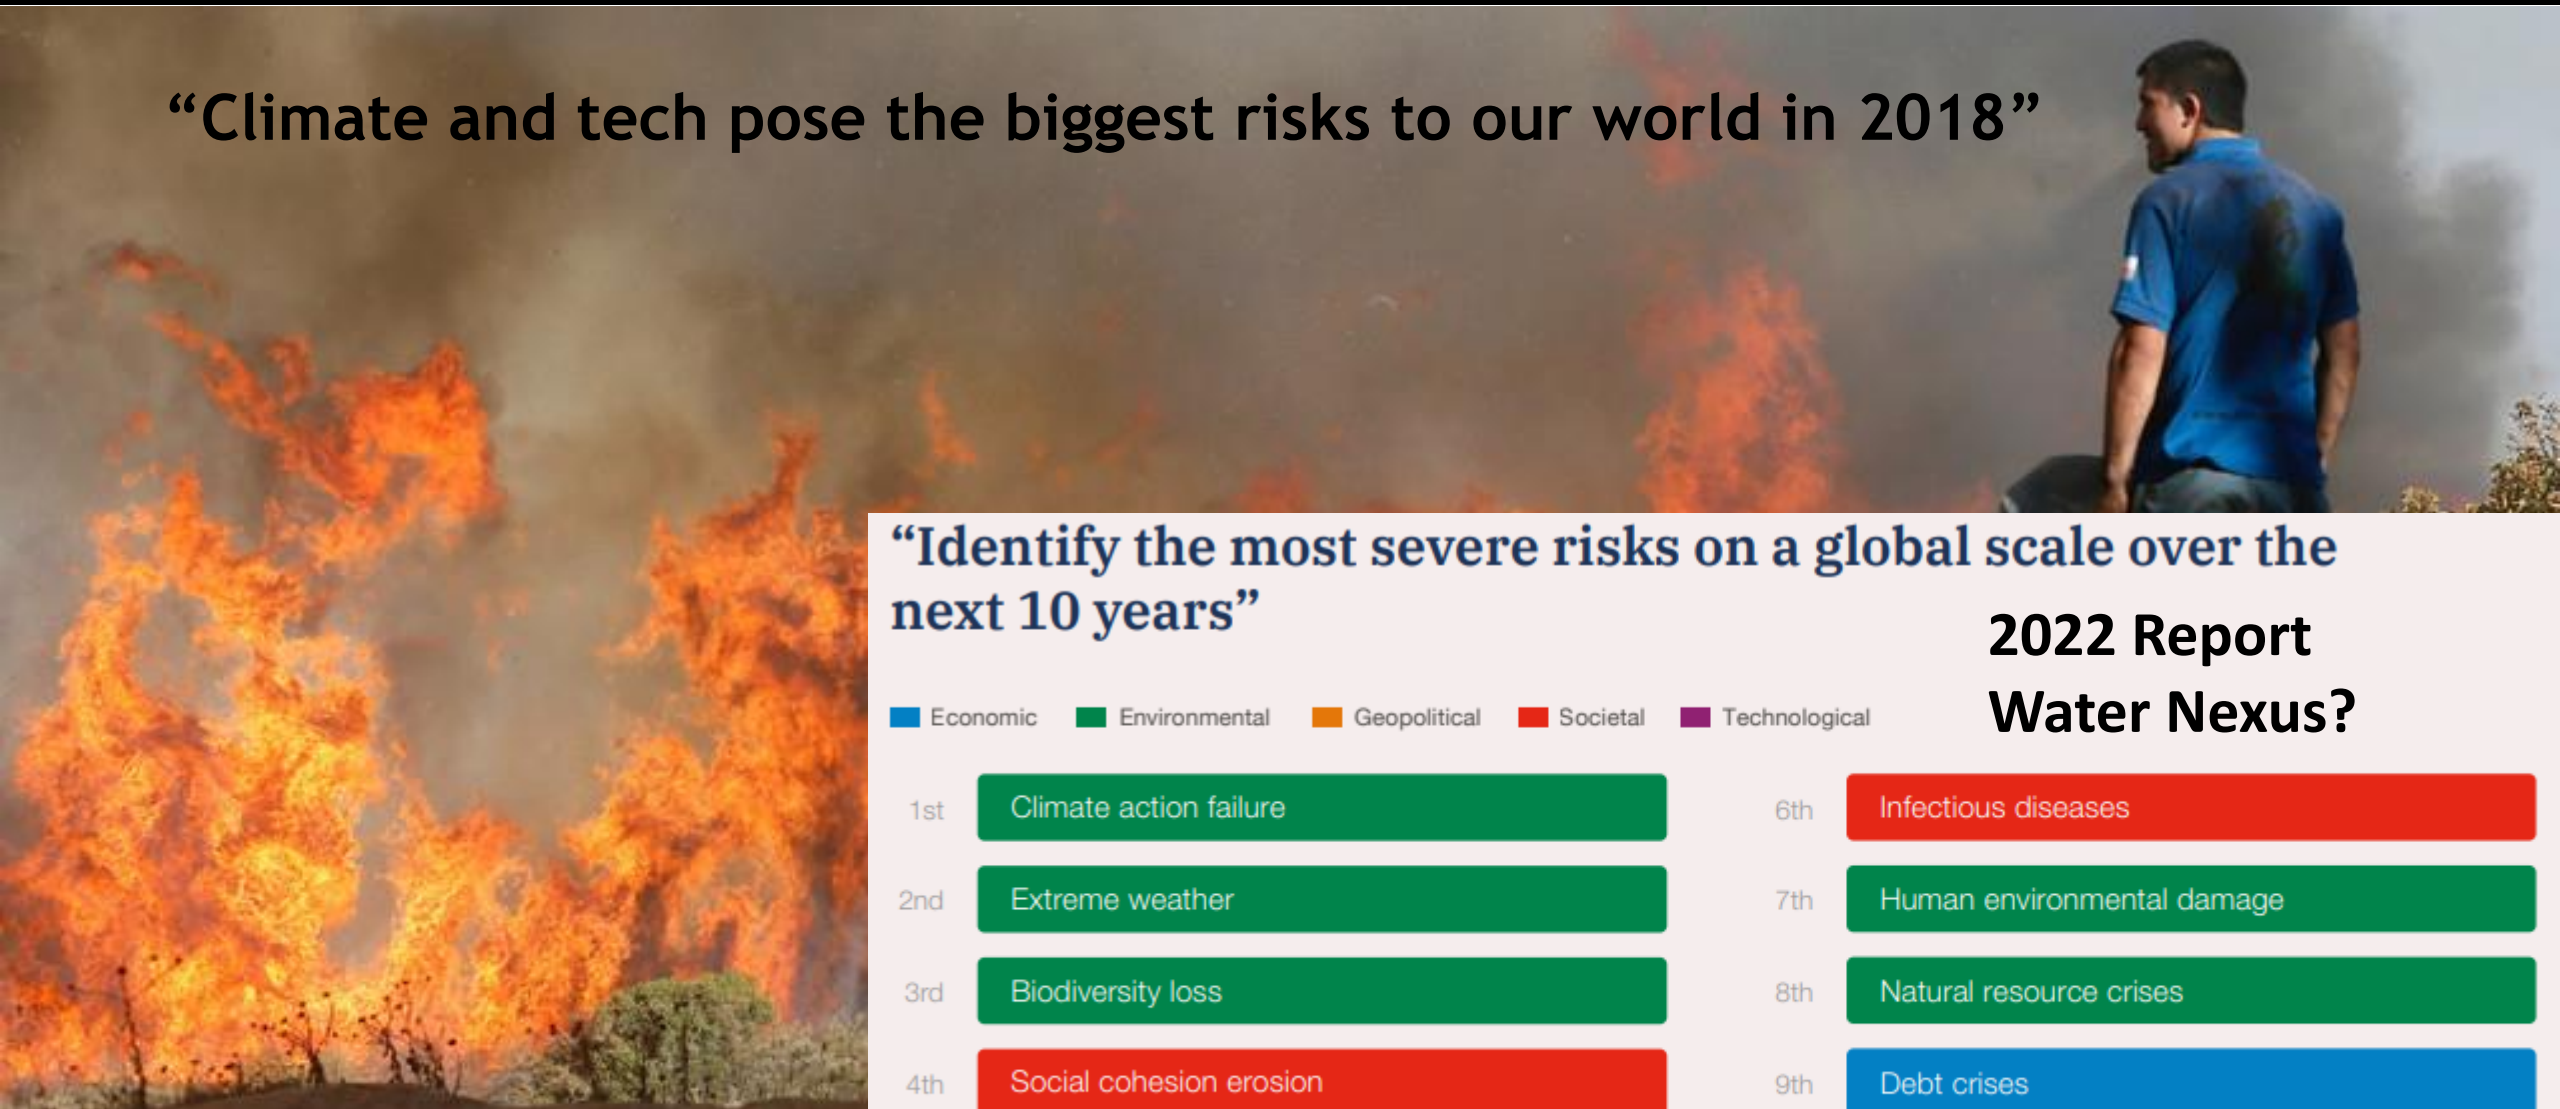 “Climate and tech pose the biggest risks to our world in 2018”
“Identify the most severe risks on a global scale over the
next 10 years”
2022 Report
Water Nexus?
Economic Environmental Geopolitical Societal Technological
1st Climate action failure
2nd Extreme weather
3rd Biodiversity loss
4th Social cohesion erosion
6th Infectious diseases
7th Human environmental damage
8th Natural resource crises
9th Debt crises